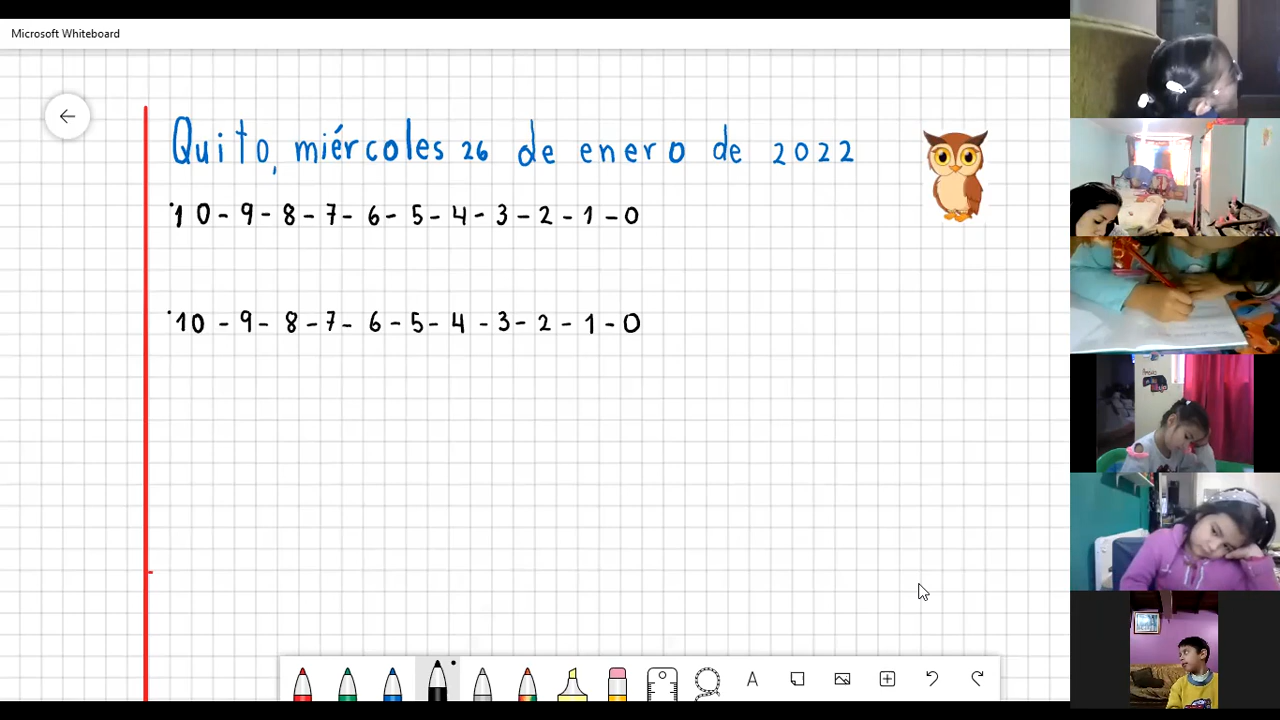 Microsoft Whiteboard
Quito, miércoles 26 de enero de 2022
10 - 9 - 8 - 7 - 6 - 5 - 4 - 3 - 2 - 1 - 0
10 - 9 - 8 - 7 - 6 - 5 - 4 - 3 - 2 - 1 - 0
A